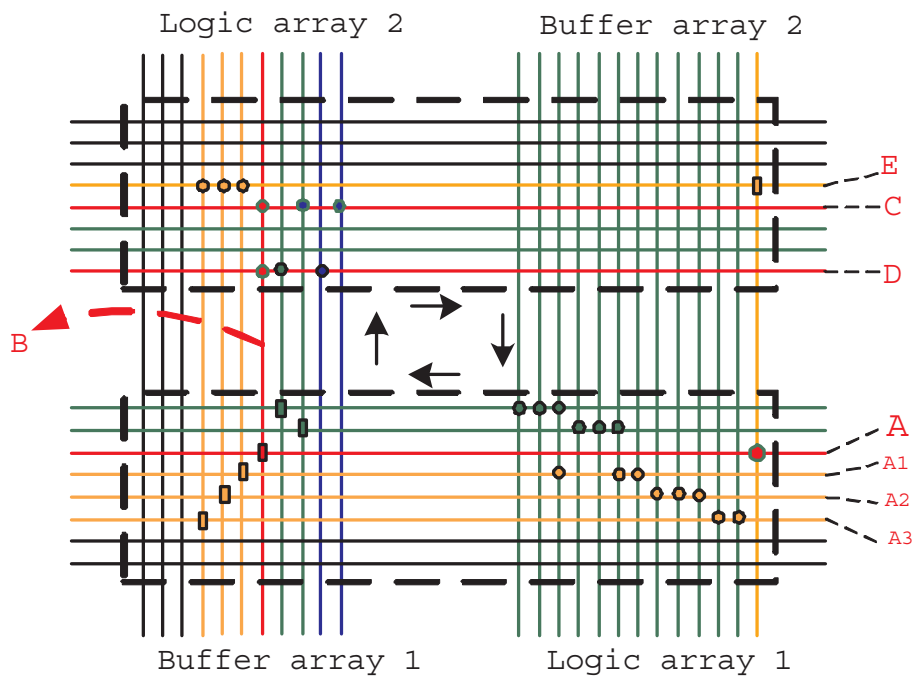 Logic array 2
Buffer array 2
E
C
D
B
A
A1
A2
A3
Buffer array 1
Logic array 1